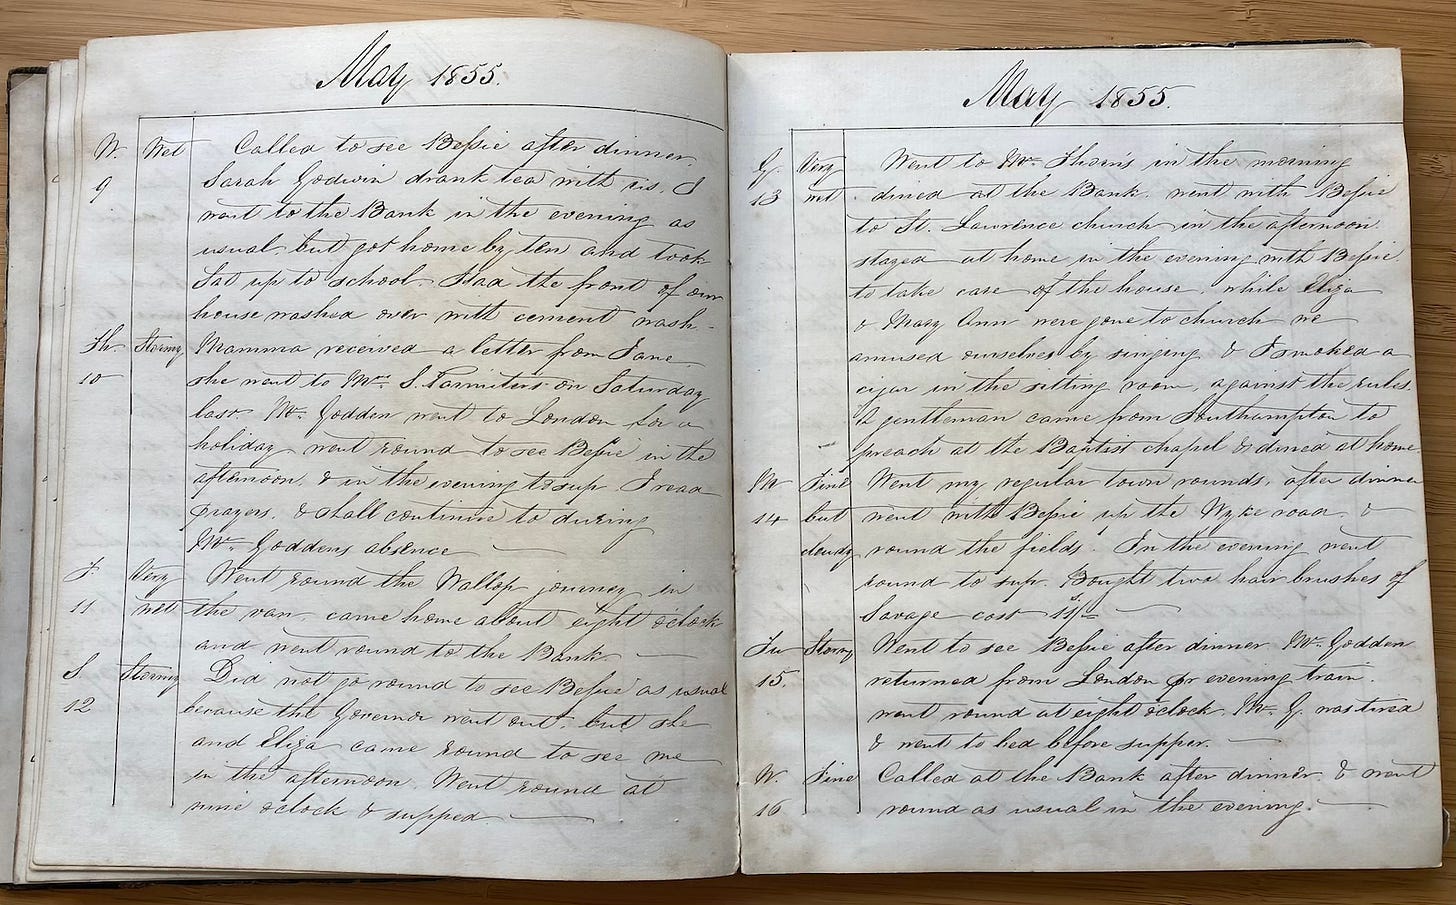 May 1855.
W. Wet Called to see Bessie after dinner.
9 Sarah Godwin drank tea with us. I
went to the Bank in the evening as
usual, but got home by ten and took
Sat up to school. Had the front of our
house washed over with cement wash.
Th. Stormy Mamma received a letter from Jane
10 she went to Mrs. S. Parmiters on Saturday
last. Mr. Godden went to London for a
holiday. went round to see Bessie in the
afternoon, & in the evening to sup. I read
prayers, & shall continue to during
Mr. Goddens absence
F. Very Went round the Wallop journey in
11 wet the van. came home about eight oclock
and went round to the Bank.
S Stormy Did not go round to see Bessie as usual
12 because the Governor went out, but she
and Eliza came round to see me
in the afternoon. Went round at
nine oclock & supped
May 1855.
Very Went to Mr. in the morning
13 wet dined at the Bank. went with Bessie
to St. Lawrence church in the afternoon.
stayed at home in the evening with Bessie
to take care of the house, while Eliza
& Mary Ann were gone to church we
amused ourselves by singing & I smoked a
cigar in the sitting room, against the rules.
A gentleman came from Southampton to
preach at the Baptist chapel & dined at home.
M Fine Went my regular town rounds. after dinner
14 but went with Bessie up the Wyke road, &
cloudy round the fields. In the evening went
round to sup. Bought two hair brushes of
Savage cost
Tu Stormy Went to see Bessie after dinner. Mr. Godden
15. returned from London pr evening train.
went round at eight oclock. Mr. G. was tired
& went to bed before supper.
W. Fine Called at the Bank after dinner. & went
16 round as usual in the evening.